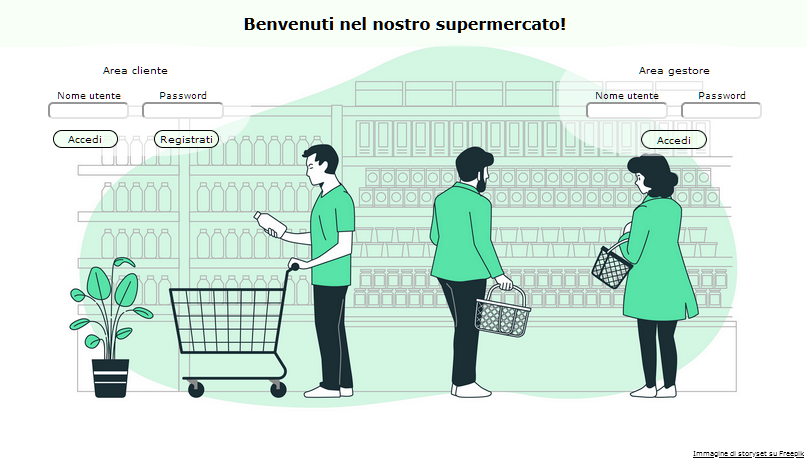 Benvenuti nel nostro supermercato!
Area cliente
Nome utente Password
Accedi Registrati
Area gestore
Nome utente Password
Accedi
Immagine di storyset su Freepik